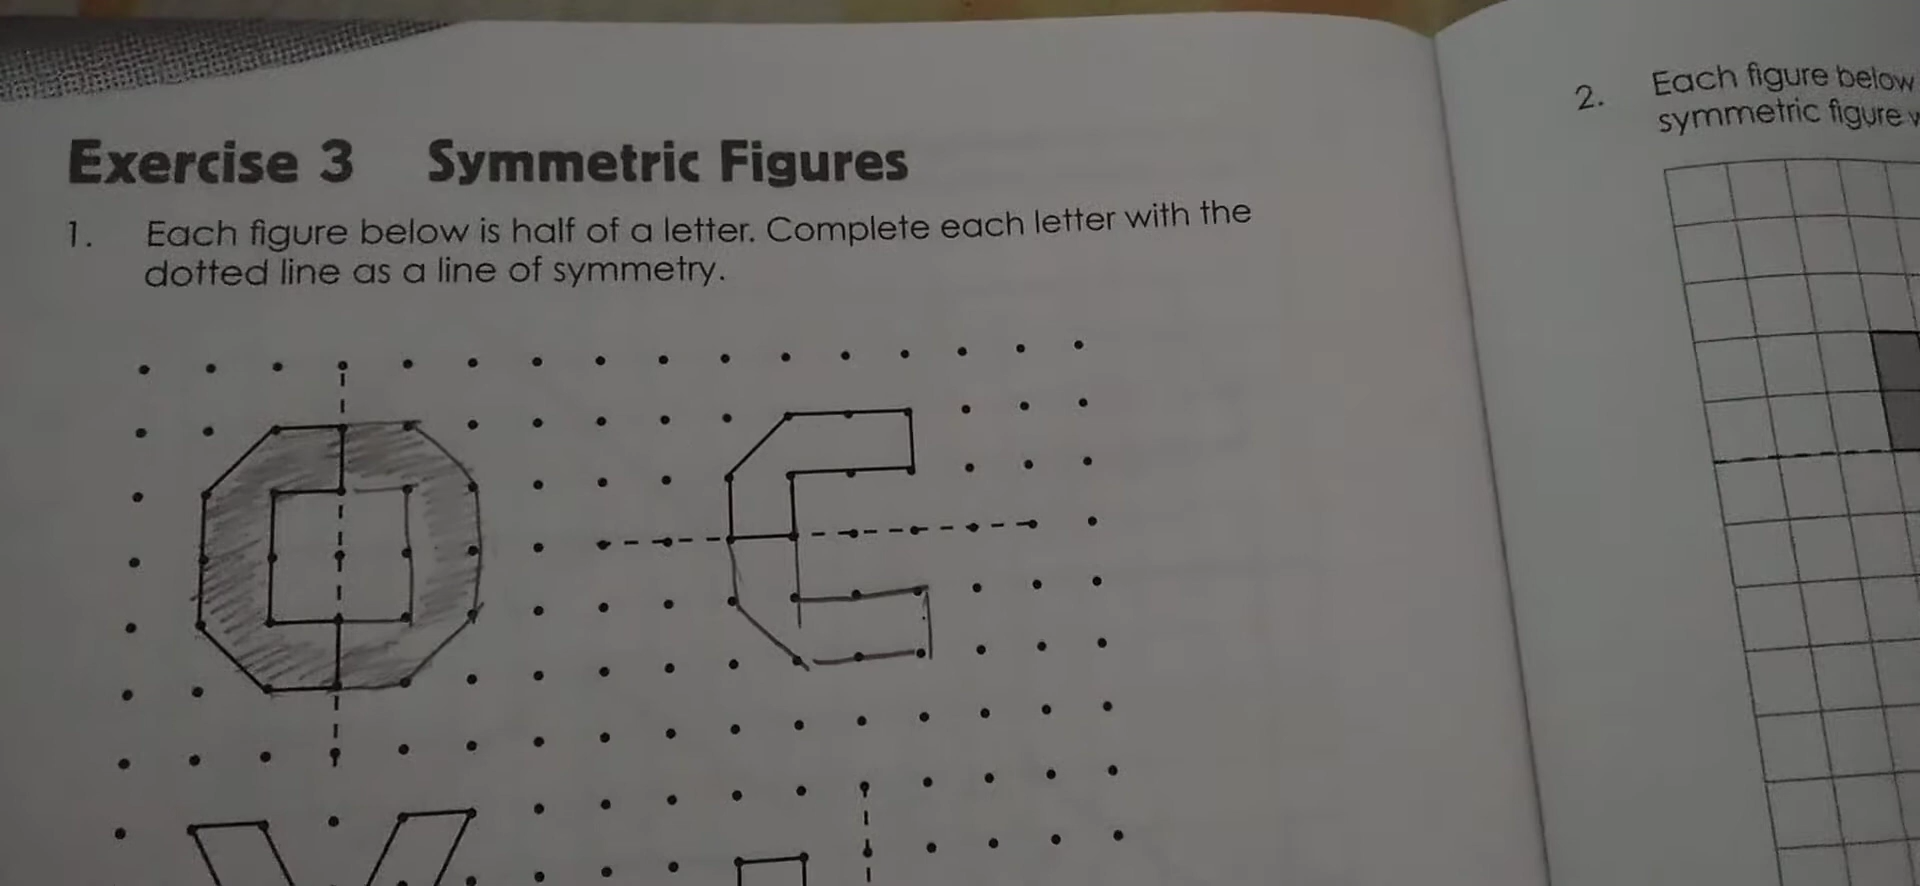 Exercise 3 Symmetric Figures
1. Each figure below is half of a letter. Complete each letter with the
dotted line as a line of symmetry.
2. Each figure below
symmetric figure